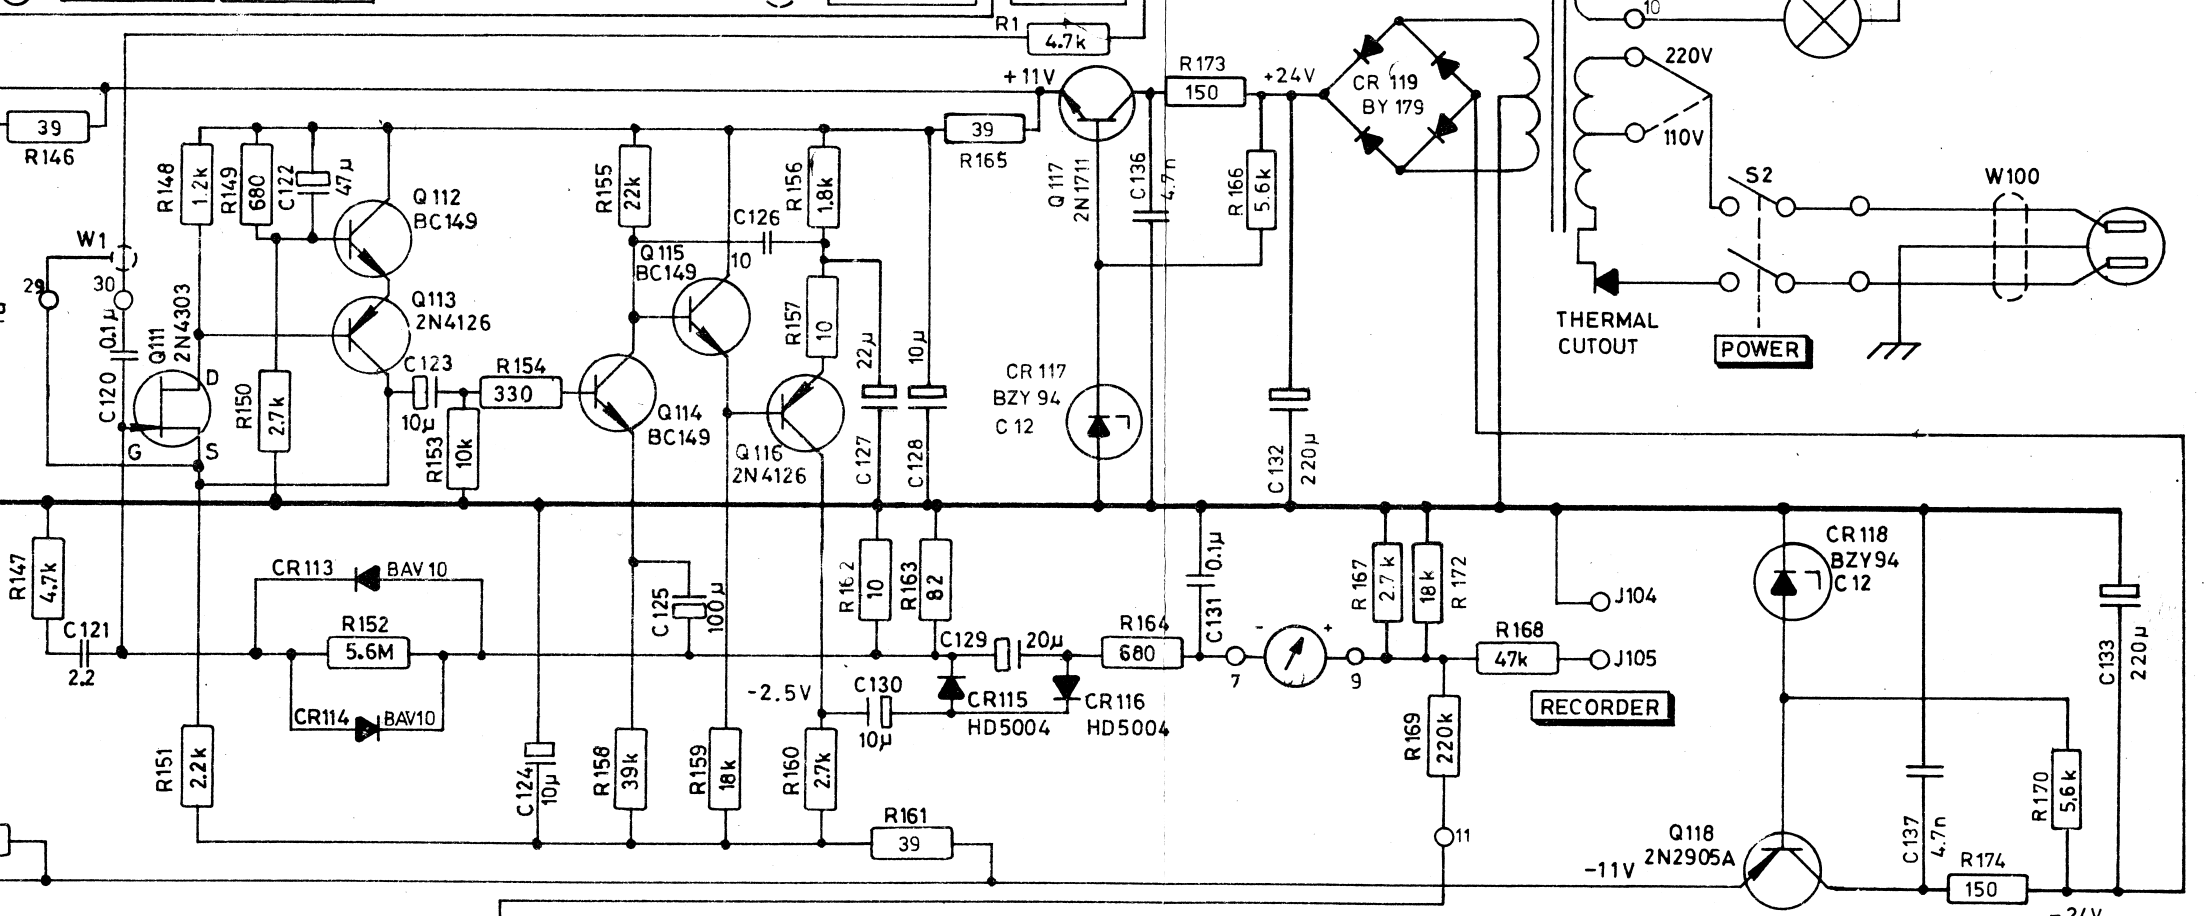 R1
4.7k
10
220V
110V
+11V
R173
150
+24V
CR 119
BY 179
39
R146
39
R165
R148
1.2k
R149
680
C122
47µ
Q112
BC149
R155
22k
C126
10
R156
1.8k
Q117
2N1711
C136
4.7n
R166
5.6k
S2
W100
W1
29
30
0.1µ
C120
Q111
2N4303
D
G
S
Q113
2N4126
Q115
BC149
R157
10
22µ
10µ
C127
C128
THERMAL
CUTOUT
POWER
R150
2.7k
C123
10µ
R154
330
R153
10k
Q114
BC149
Q116
2N4126
CR 117
BZY 94
C12
C132
220µ
R147
4.7k
C121
2.2
CR113
BAV10
R152
5.6M
CR114
BAV10
C125
100µ
R162
10
R163
82
C129
20µ
R164
680
C131
0.1µ
-
+
7
9
R167
2.7k
18k
R172
R168
47k
J104
J105
RECORDER
CR118
BZY94
C12
C133
220µ
-2.5V
C130
10µ
CR115
HD5004
CR116
HD5004
R169
220k
11
R151
2.2k
C124
10µ
R158
39k
R159
18k
R160
2.7k
R161
39
-11V
Q118
2N2905A
C137
4.7n
R174
150
R170
5.6k
-24V